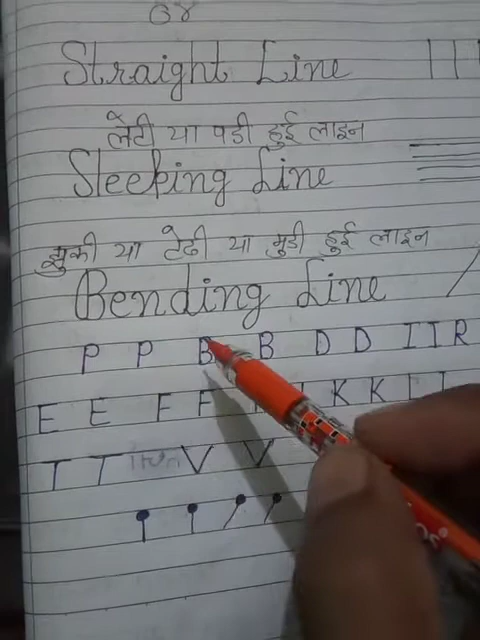 Straight Line
लेटी या पडी हुई लाइन
Sleeping Line
झुकी या टेढी या मुडी हुई लाइन
Bending Line
P P B B D D I I R
E E F F K K
T T V V